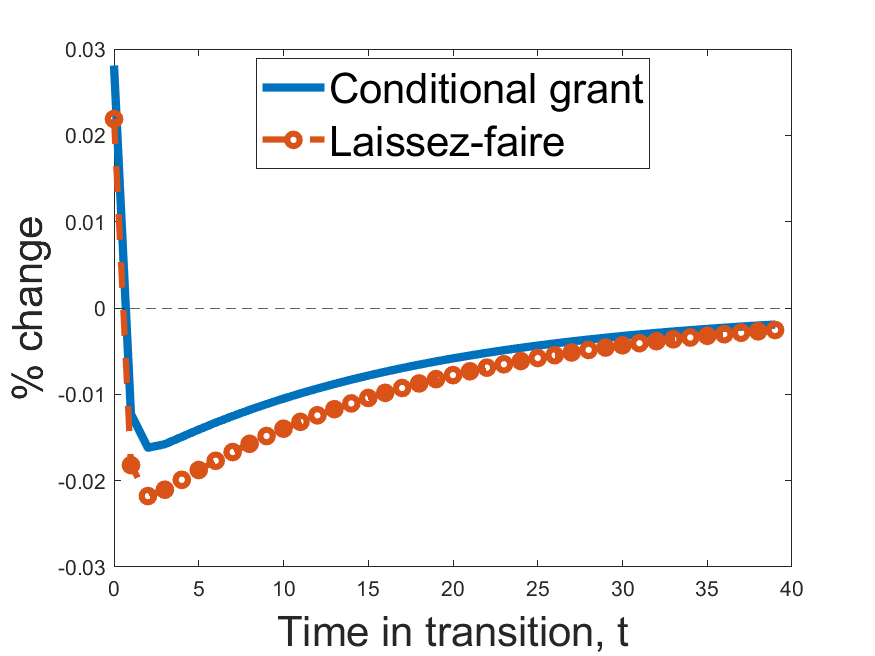 0.03
0.02
0.01
0
-0.01
-0.02
-0.03
% change
Conditional grant
Laissez-faire
0 5 10 15 20 25 30 35 40
Time in transition, t